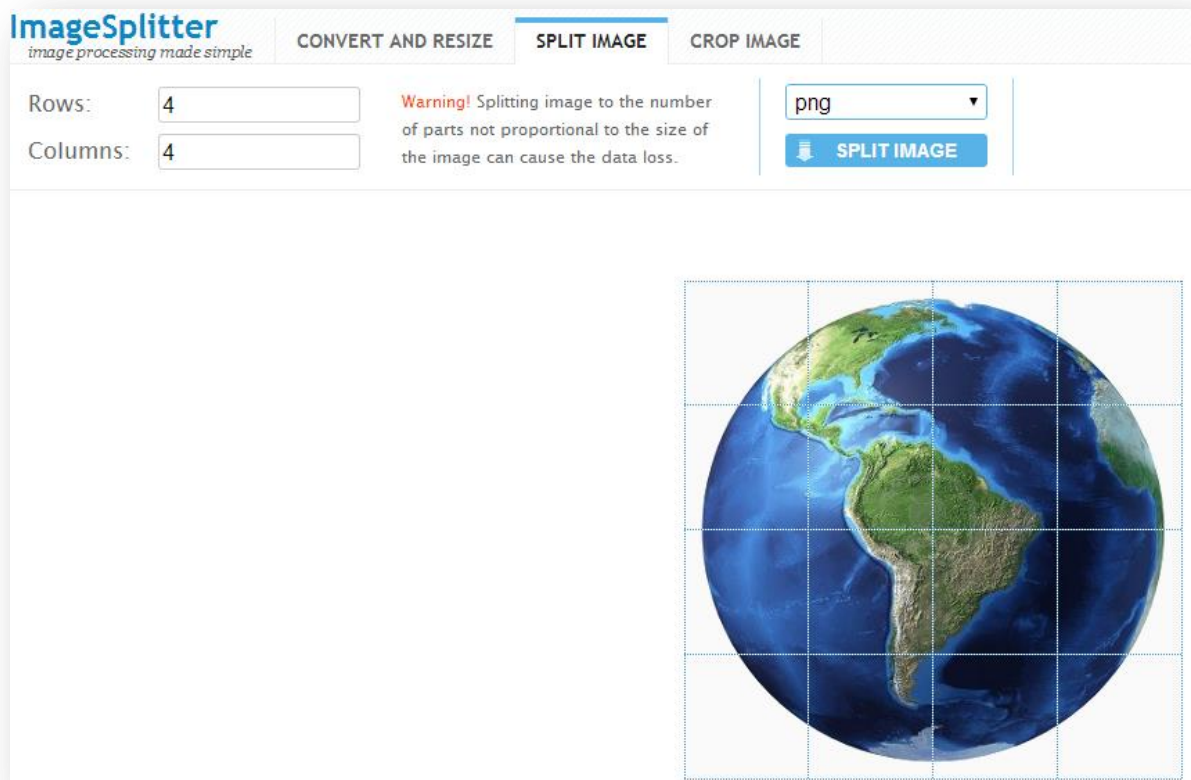 ImageSplitter
image processing made simple
CONVERT AND RESIZE
SPLIT IMAGE
CROP IMAGE
Rows:
4
Columns:
4
Warning! Splitting image to the number
of parts not proportional to the size of
the image can cause the data loss.
png
SPLIT IMAGE